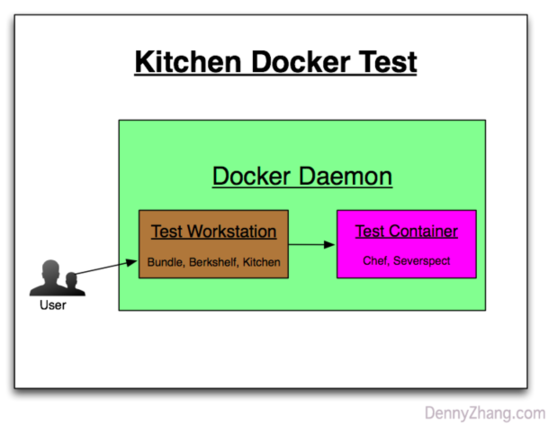 Kitchen Docker Test
Docker Daemon
Test Workstation
Bundle, Berkshelf, Kitchen
Test Container
Chef, Severspect
User
DennyZhang.com